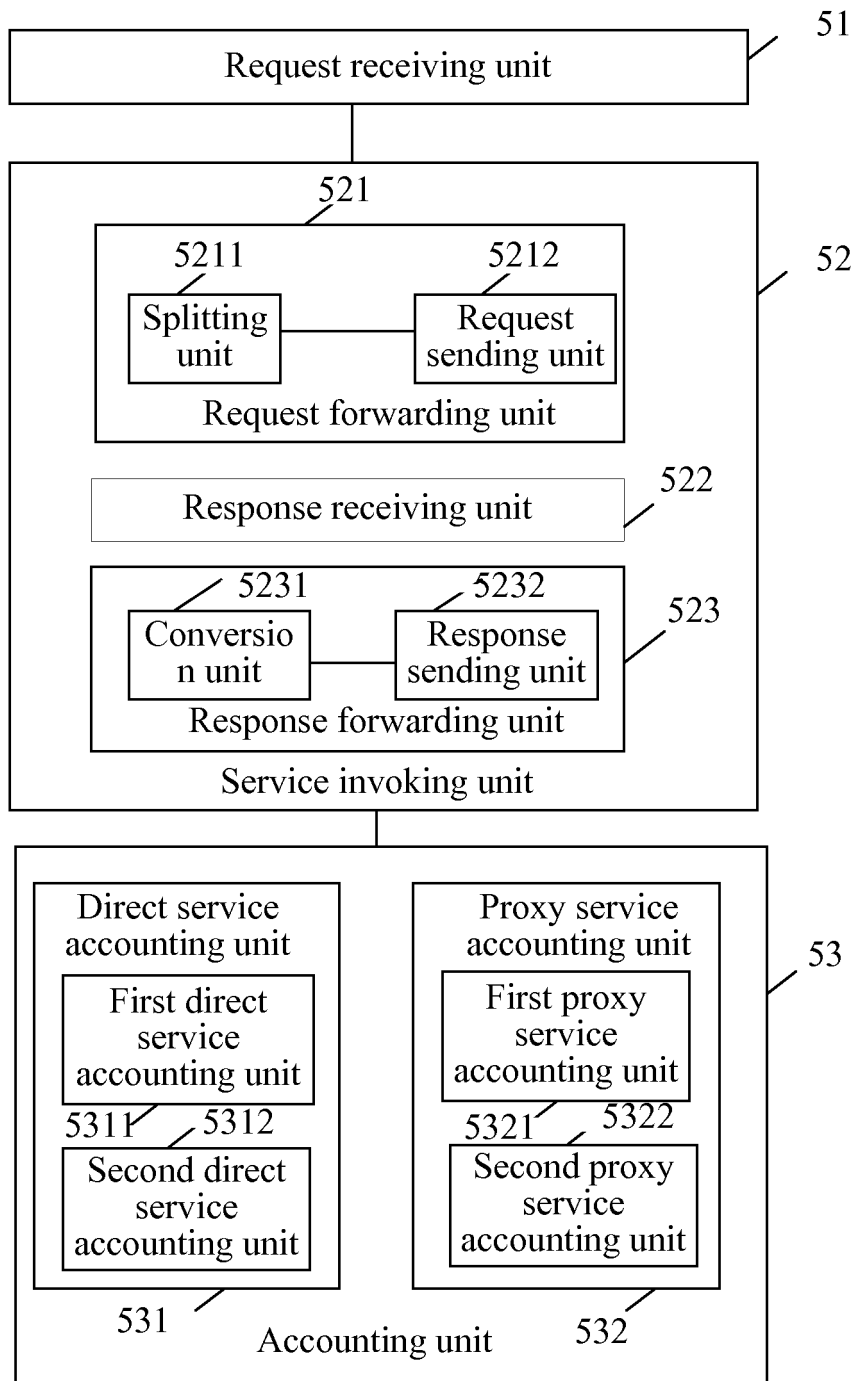 51
Request receiving unit
521
5211
5212
52
Splitting
unit
Request
sending unit
Request forwarding unit
522
Response receiving unit
5231
5232
523
Conversio
n unit
Response
sending unit
Response forwarding unit
Service invoking unit
Direct service
accounting unit
Proxy service
accounting unit
53
First direct
service
accounting unit
First proxy
service
accounting unit
5311
5312
5321
5322
Second direct
service
accounting unit
Second proxy
service
accounting unit
531
532
Accounting unit